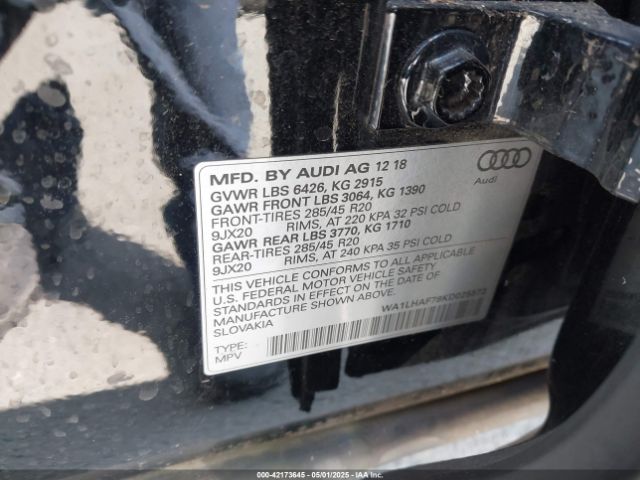 MFD. BY AUDI AG 12 18
GVWR LBS 6426, KG 2915
GAWR FRONT LBS 3064, KG 1390
FRONT-TIRES 285/45 R20
9JX20 RIMS, AT 220 KPA 32 PSI COLD
GAWR REAR LBS 3770, KG 1710
REAR-TIRES 285/45 R20
9JX20 RIMS, AT 240 KPA 35 PSI COLD
Audi
THIS VEHICLE CONFORMS TO ALL APPLICABLE
U.S. FEDERAL MOTOR VEHICLE SAFETY
STANDARDS IN EFFECT ON THE DATE OF
MANUFACTURE SHOWN ABOVE.
SLOVAKIA
TYPE:
MPV
000-42173645 - 05/01/2025 - IAAI.COM